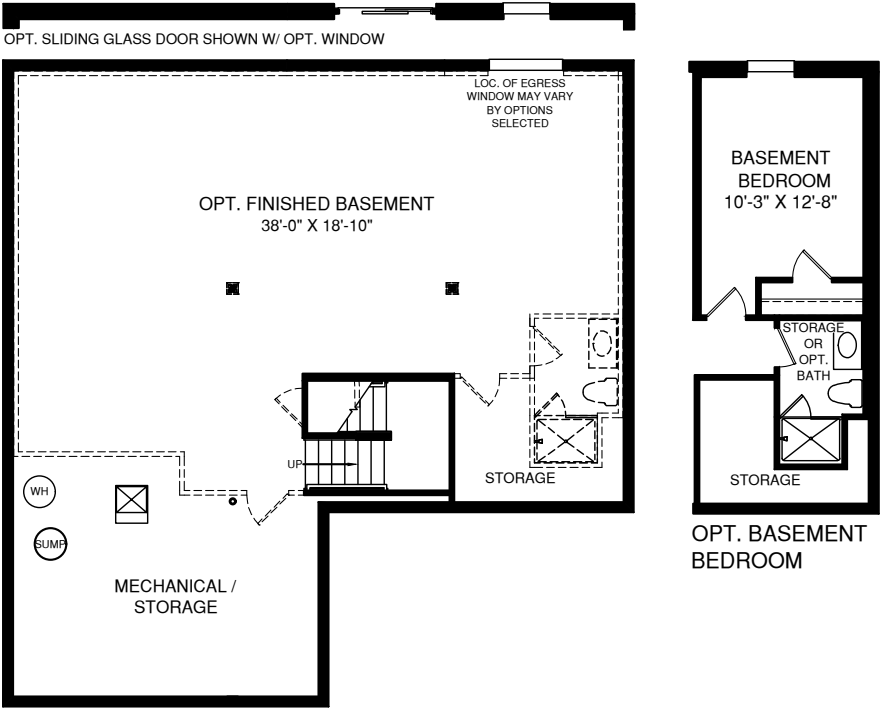 OPT. SLIDING GLASS DOOR SHOWN W/ OPT. WINDOW
LOC. OF EGRESS
WINDOW MAY VARY
BY OPTIONS
SELECTED
OPT. FINISHED BASEMENT
38'-0" X 18'-10"
UP
STORAGE
WH
SUMP
MECHANICAL /
STORAGE
BASEMENT
BEDROOM
10'-3" X 12'-8"
STORAGE
OR
OPT.
BATH
STORAGE
OPT. BASEMENT
BEDROOM